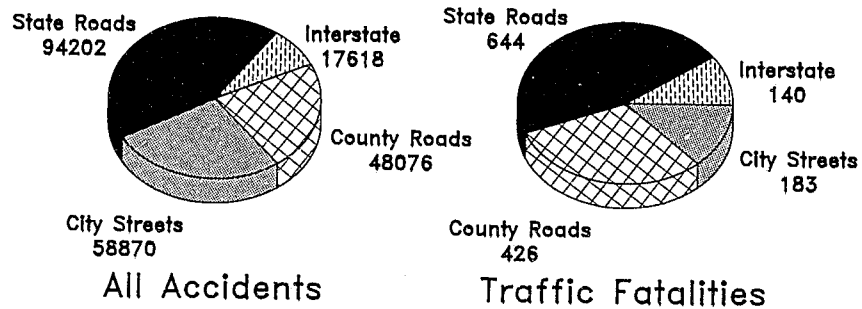 State Roads
94202
Interstate
17618
County Roads
48076
City Streets
58870
All Accidents
State Roads
644
Interstate
140
City Streets
183
County Roads
426
Traffic Fatalities